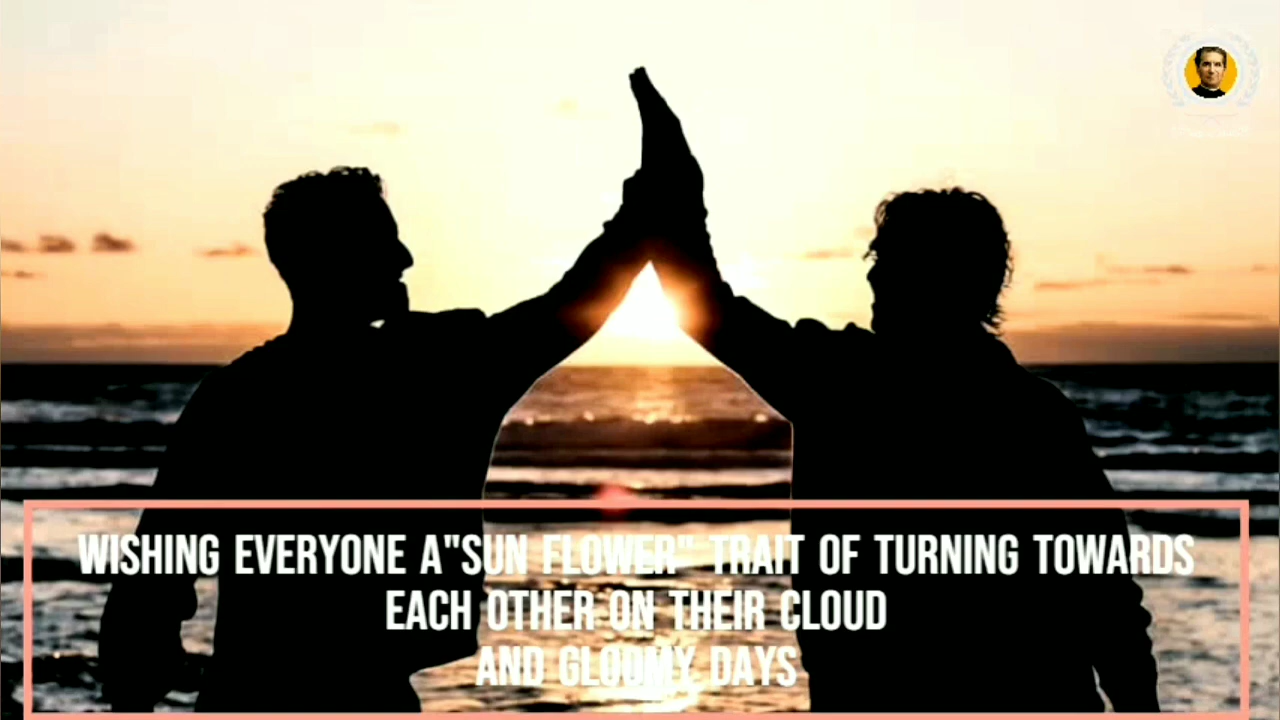 WISHING EVERYONE A"SUN FLOWER" TRAIT OF TURNING TOWARDS
EACH OTHER ON THEIR CLOUD
AND GLOOMY DAYS